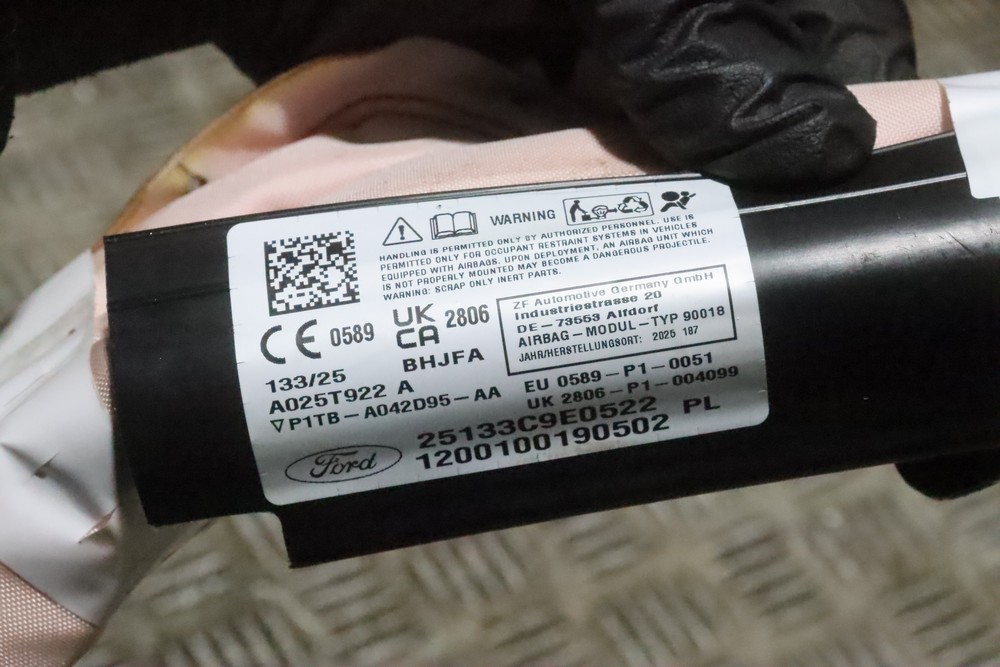 WARNING
HANDLING IS PERMITTED ONLY BY AUTHORIZED PERSONNEL. USE IS
PERMITTED ONLY FOR OCCUPANT RESTRAINT SYSTEMS IN VEHICLES
EQUIPPED WITH AIRBAGS. UPON DEPLOYMENT, AN AIRBAG UNIT WHICH
IS NOT PROPERLY MOUNTED MAY BECOME A DANGEROUS PROJECTILE.
WARNING: SCRAP ONLY INERT PARTS.
CE 0589
UK
CA
2806
BHJFA
ZF Automotive Germany GmbH
Industriestrasse 20
DE-73553 Alfdorf
AIRBAG-MODUL-TYP 90018
JAHR/HERSTELLUNGSORT: 2025 187
133/25
A025T922 A
P1TB-A042D95-AA
EU 0589-P1-0051
UK 2806-P1-004099
25133C9E0522 PL
1200100190502
Ford